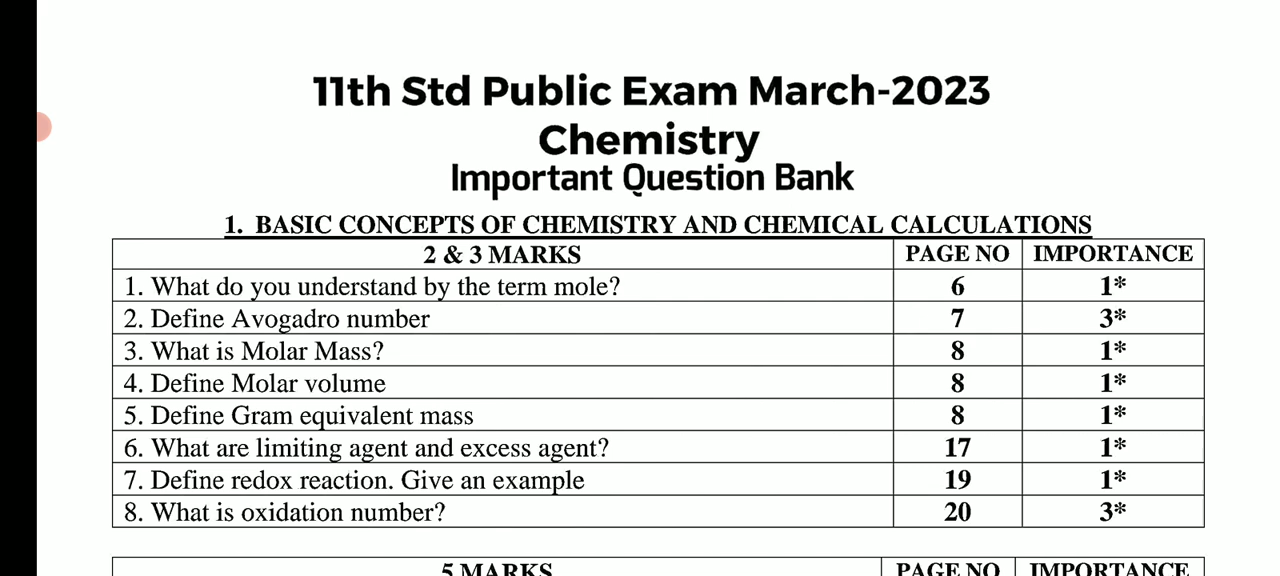 11th Std Public Exam March-2023
Chemistry
Important Question Bank
1. BASIC CONCEPTS OF CHEMISTRY AND CHEMICAL CALCULATIONS
2 & 3 MARKS PAGE NO IMPORTANCE
1. What do you understand by the term mole? 6 1*
2. Define Avogadro number 7 3*
3. What is Molar Mass? 8 1*
4. Define Molar volume 8 1*
5. Define Gram equivalent mass 8 1*
6. What are limiting agent and excess agent? 17 1*
7. Define redox reaction. Give an example 19 1*
8. What is oxidation number? 20 3*
5 MARKS PAGE NO IMPORTANCE